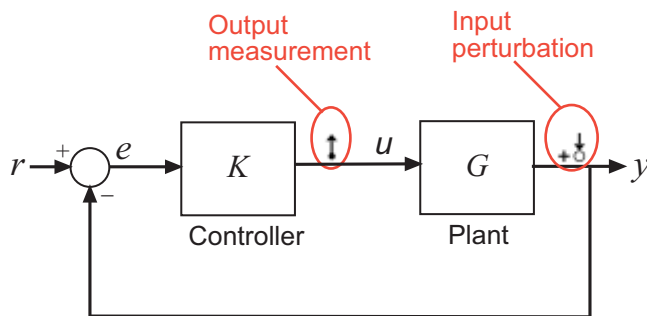 Output
measurement
Input
perturbation
r
+
−
e
K
u
G
+
y
Controller
Plant